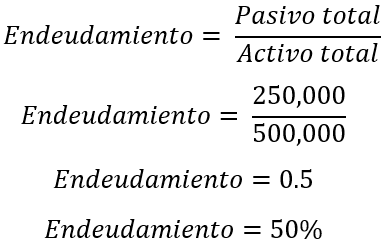 Endeudamiento = Pasivo total / Activo total
Endeudamiento = 250,000 / 500,000
Endeudamiento = 0.5
Endeudamiento = 50%